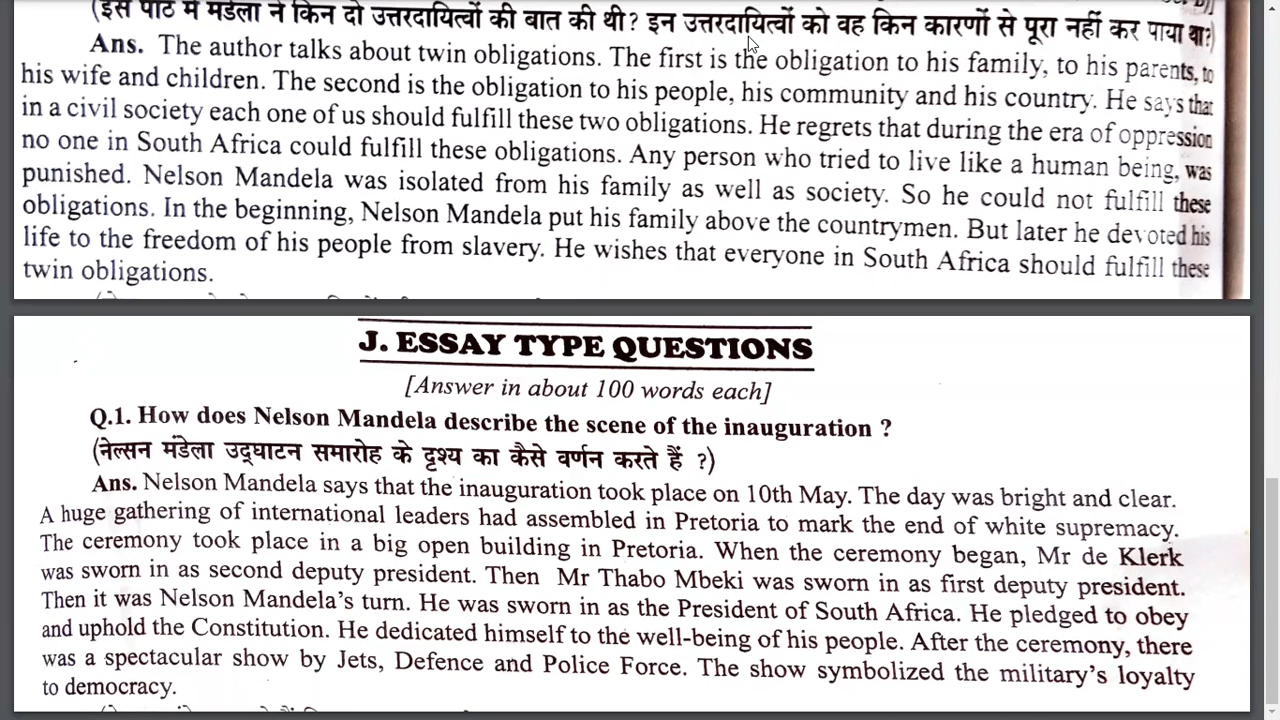 (इस पाठ में मंडेला ने किन दो उत्तरदायित्वों की बात की थी? इन उत्तरदायित्वों को वह किन कारणों से पूरा नहीं कर पाया था?)
Ans. The author talks about twin obligations. The first is the obligation to his family, to his parents, to
his wife and children. The second is the obligation to his people, his community and his country. He says that
in a civil society each one of us should fulfill these two obligations. He regrets that during the era of oppression
no one in South Africa could fulfill these obligations. Any person who tried to live like a human being, was
punished. Nelson Mandela was isolated from his family as well as society. So he could not fulfill these
obligations. In the beginning, Nelson Mandela put his family above the countrymen. But later he devoted his
life to the freedom of his people from slavery. He wishes that everyone in South Africa should fulfill these
twin obligations.
J. ESSAY TYPE QUESTIONS
[Answer in about 100 words each]
Q.1. How does Nelson Mandela describe the scene of the inauguration ?
(नेल्सन मंडेला उद्घाटन समारोह के दृश्य का कैसे वर्णन करते हैं ?)
Ans. Nelson Mandela says that the inauguration took place on 10th May. The day was bright and clear.
A huge gathering of international leaders had assembled in Pretoria to mark the end of white supremacy.
The ceremony took place in a big open building in Pretoria. When the ceremony began, Mr de Klerk
was sworn in as second deputy president. Then Mr Thabo Mbeki was sworn in as first deputy president.
Then it was Nelson Mandela's turn. He was sworn in as the President of South Africa. He pledged to obey
and uphold the Constitution. He dedicated himself to the well-being of his people. After the ceremony, there
was a spectacular show by Jets, Defence and Police Force. The show symbolized the military's loyalty
to democracy.